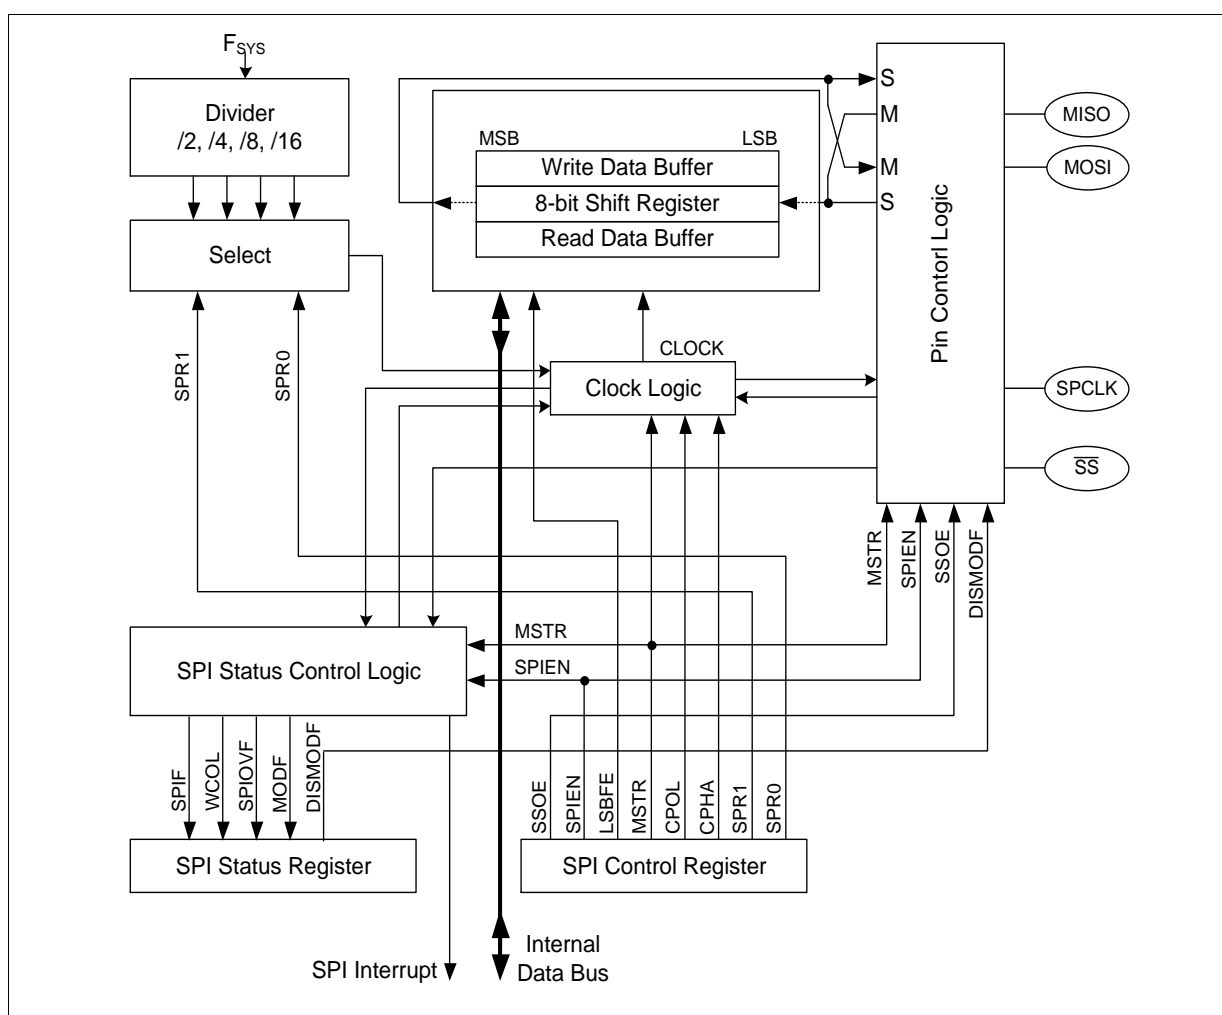 FSYS
Divider
/2, /4, /8, /16
Select
SPR1
SPR0
MSB
LSB
Write Data Buffer
8-bit Shift Register
Read Data Buffer
CLOCK
Clock Logic
S
M
M
S
Pin Contorl Logic
MISO
MOSI
SPCLK
SS
MSTR
SPIEN
SSOE
DISMODF
MSTR
SPIEN
SPI Status Control Logic
SPIF
WCOL
SPIOVF
MODF
DISMODF
SPI Status Register
SSOE
SPIEN
LSBFE
MSTR
CPOL
CPHA
SPR1
SPR0
SPI Control Register
SPI Interrupt
Internal
Data Bus